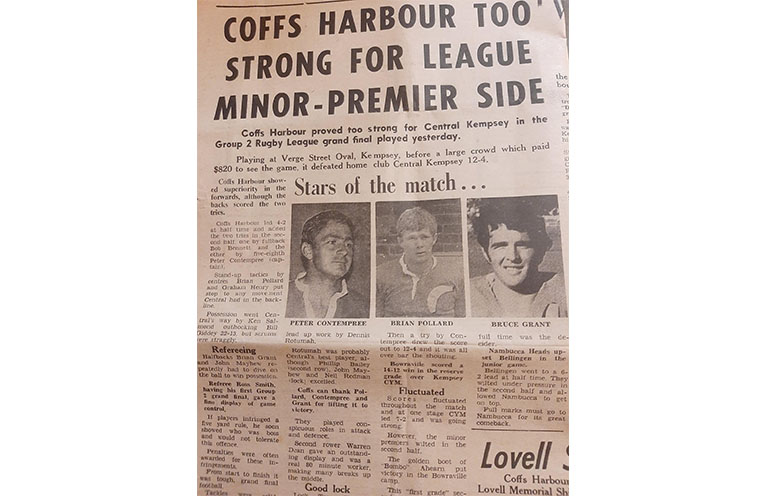 COFFS HARBOUR TOO
STRONG FOR LEAGUE
MINOR-PREMIER SIDE
Coffs Harbour proved too strong for Central Kempsey in the
Group 2 Rugby League grand final played yesterday.
Playing at Verge Street Oval, Kempsey, before a large crowd which paid
$820 to see the game, it defeated home club Central Kempsey 12-4.
Coffs Harbour show-
ed superiority in the
forwards, although the
backs scored the two
tries.
Coffs Harbour led 4-2
at half time and added
the two tries in the sec-
ond half, one by fullback
Bob Bennett and the
other by five-eighth
Peter Contempree (cap-
tain).
Stand-up tactics by
centres Brian Pollard
and Graham Henry put
stop to any movement
Central had in the back-
line.
Possession went Cen-
tral's way by Ken Sal-
mond outhooking Bill
22-15, but scrums
were straggly.
Refereeing
Halfbacks Brian Grant
and John Mayhew re-
peatedly had to dive on
the ball to win possession.
Referee Ross Smith,
having his first Group
2 grand final, gave a
fine display of game
control.
If players infringed a
five yard rule, he soon
showed who was boss
and would not tolerate
this offence.
Penalties were often
awarded for these in-
fringements.
From start to finish it
was tough, grand final
football.
Tackles were
Stars of the match . . .
PETER CONTEMPREE
BRIAN POLLARD
BRUCE GRANT
lead up work by Dennis
Rotumah.
Rotumah was probably
Central's best player, al-
though Phillip Bailey
(second row), John May-
hew and Neil Rodman
(lock) excelled.
Coffs can thank Pol-
lard, Contempree and
Grant for lifting it to
victory.
They played con-
spicuous roles in attack
and defence.
Second rower Warren
Doan gave an outstand-
ing display and was a
real 80 minute worker,
making many breaks up
the middle.
Good lock
Then a try by Con-
tempree drew the score
out to 12-4 and it was all
over bar the shouting.
Bowraville scored a
14-12 win in the reserve
grade over Kempsey
CYM.
Fluctuated
Scores fluctuated
throughout the match
and at one stage CYM
led 7-2 and was going
strong.
However, the minor
premiers wilted in the
second half.
The golden boot of
"Bumbo" Ahearn put
victory in the Bowraville
camp.
This "first grade" sec-
full time was the de-
cider.
Nambucca Heads up-
set Bellingen in the
junior game.
Bellingen went to a 6-
2 lead at half time. They
wilted under pressure in
the second half and al-
lowed Nambucca to get
on top.
Full marks must go to
Nambucca for its great
comeback.
Lovell S
Coffs Harbou
Lovell Memorial Sh